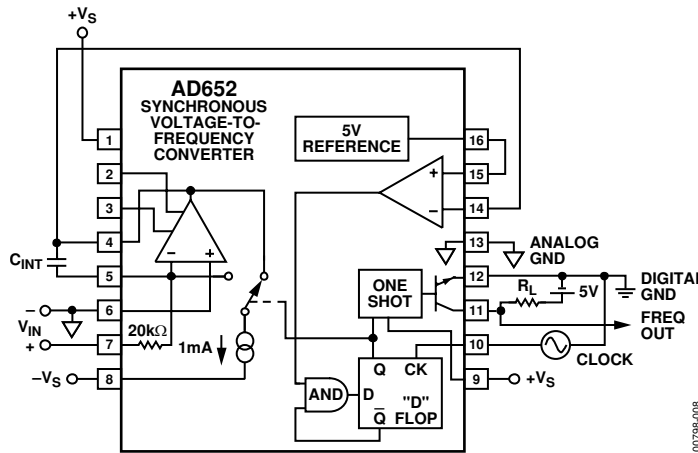 +VS
AD652
SYNCHRONOUS
VOLTAGE-TO-
FREQUENCY
CONVERTER
5V
REFERENCE
1
2
3
4
5
6
7
8
16
15
14
13
12
11
10
9
+
–
–
+
CINT
–
VIN
+
20kΩ
1mA
–VS
ONE
SHOT
ANALOG
GND
DIGITAL
GND
RL
5V
FREQ
OUT
CLOCK
+VS
AND
D
Q
CK
"D"
FLOP
Q̅
00798-008